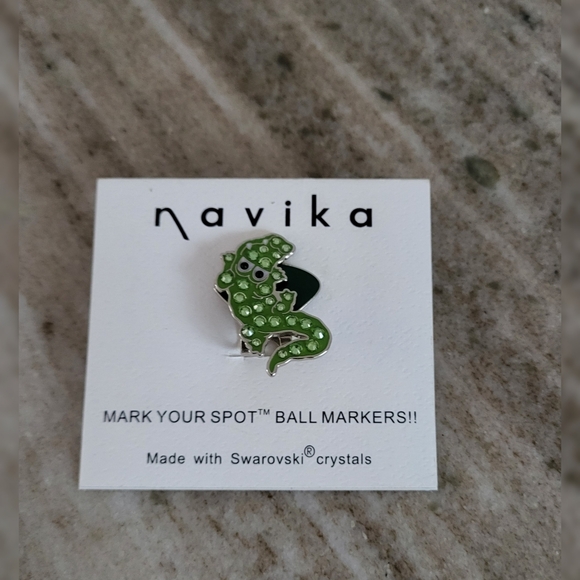 navika
MARK YOUR SPOT™ BALL MARKERS!!
Made with Swarovski® crystals